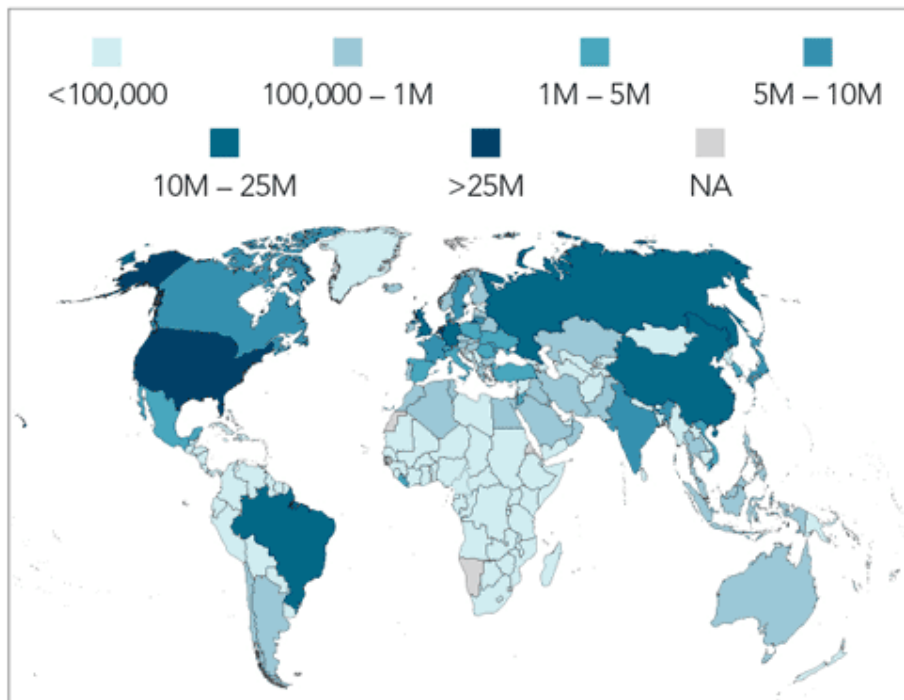 <100,000 100,000 – 1M 1M – 5M 5M – 10M
10M – 25M >25M NA